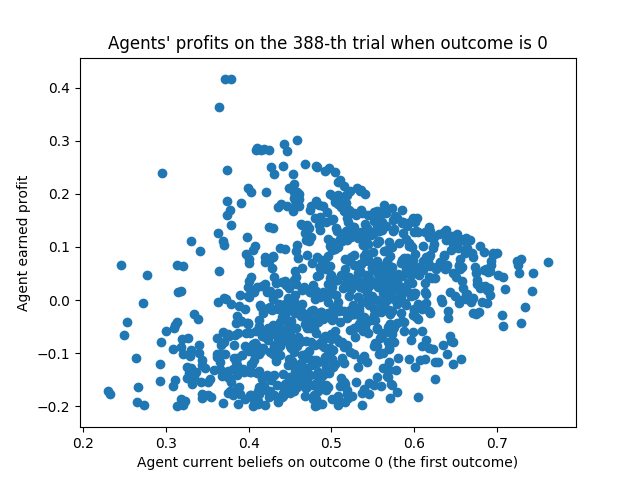 Agents' profits on the 388-th trial when outcome is 0
0.4
0.3
0.2
0.1
0.0
−0.1
−0.2
Agent earned profit
0.2 0.3 0.4 0.5 0.6 0.7
Agent current beliefs on outcome 0 (the first outcome)